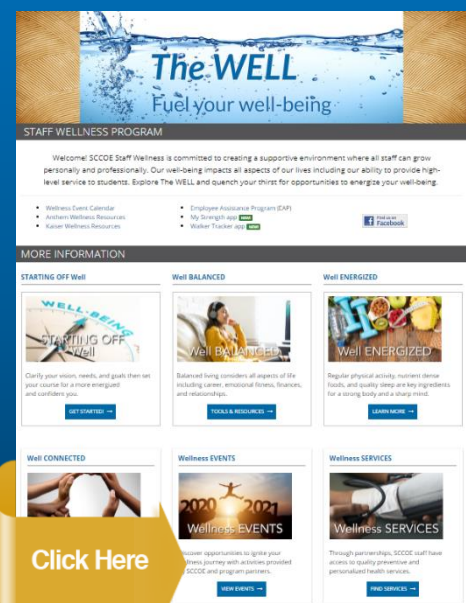 The WELL
Fuel your well-being
STAFF WELLNESS PROGRAM
Welcome! SCCOE Staff Wellness is committed to creating a supportive environment where all staff can grow
personally and professionally. Our well-being impacts all aspects of our lives including our ability to provide high-
level service to students. Explore The WELL and quench your thirst for opportunities to energize your well-being.
Wellness Event Calendar
Anthem Wellness Resources
Kaiser Wellness Resources
Employee Assistance Program (EAP)
My Strength app NEW
Walker Tracker app NEW
Find us on
Facebook
MORE INFORMATION
STARTING OFF Well
WELL-BEING
STARTING OFF
Well
Clarify your vision, needs, and goals then set
your course for a more energized
and confident you.
GET STARTED! →
Well BALANCED
Well BALANCED
Balanced living considers all aspects of life
including career, emotional fitness, finances,
and relationships.
TOOLS & RESOURCES →
Well ENERGIZED
Well ENERGIZED
Regular physical activity, nutrient dense
foods, and quality sleep are key ingredients
for a strong body and a sharp mind.
LEARN MORE →
Well CONNECTED
Wellness EVENTS
2020 2021
Wellness EVENTS
iscover opportunities to ignite your
llness journey with activities provided
SCCOE and program partners.
VIEW EVENTS →
Wellness SERVICES
Wellness SERVICES
Through partnerships, SCCOE staff have
access to quality preventive and
personalized health services.
FIND SERVICES →
Click Here